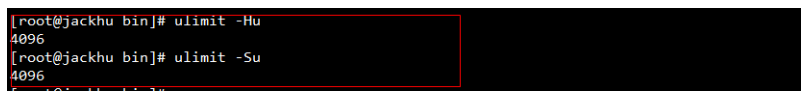 [root@jackhu bin]# ulimit -Hu
4096
[root@jackhu bin]# ulimit -Su
4096